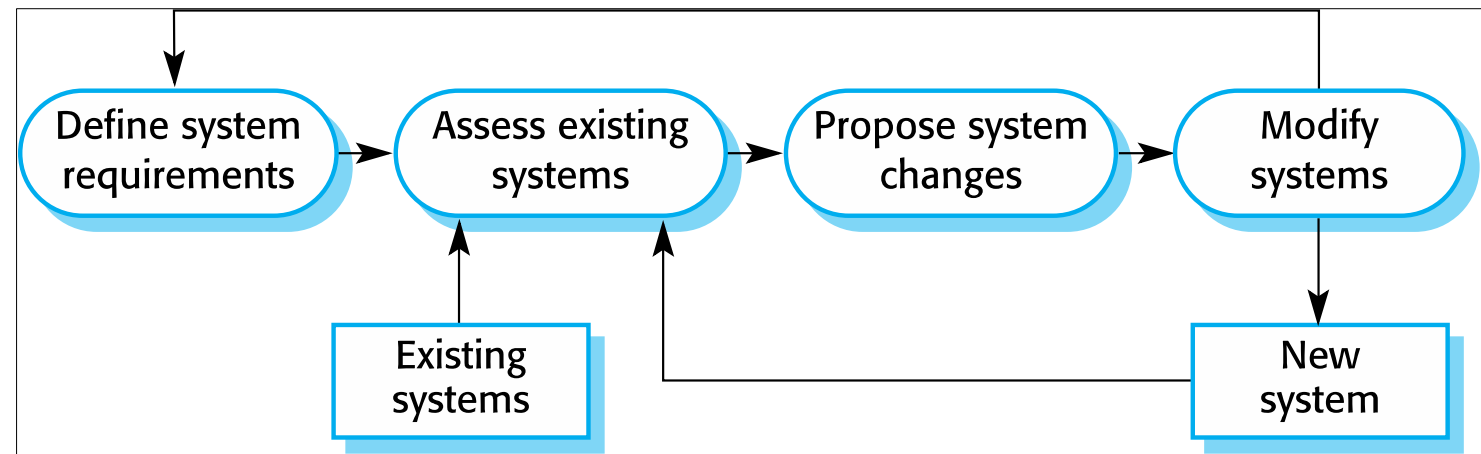 Define system
requirements
Assess existing
systems
Propose system
changes
Modify
systems
Existing
systems
New
system